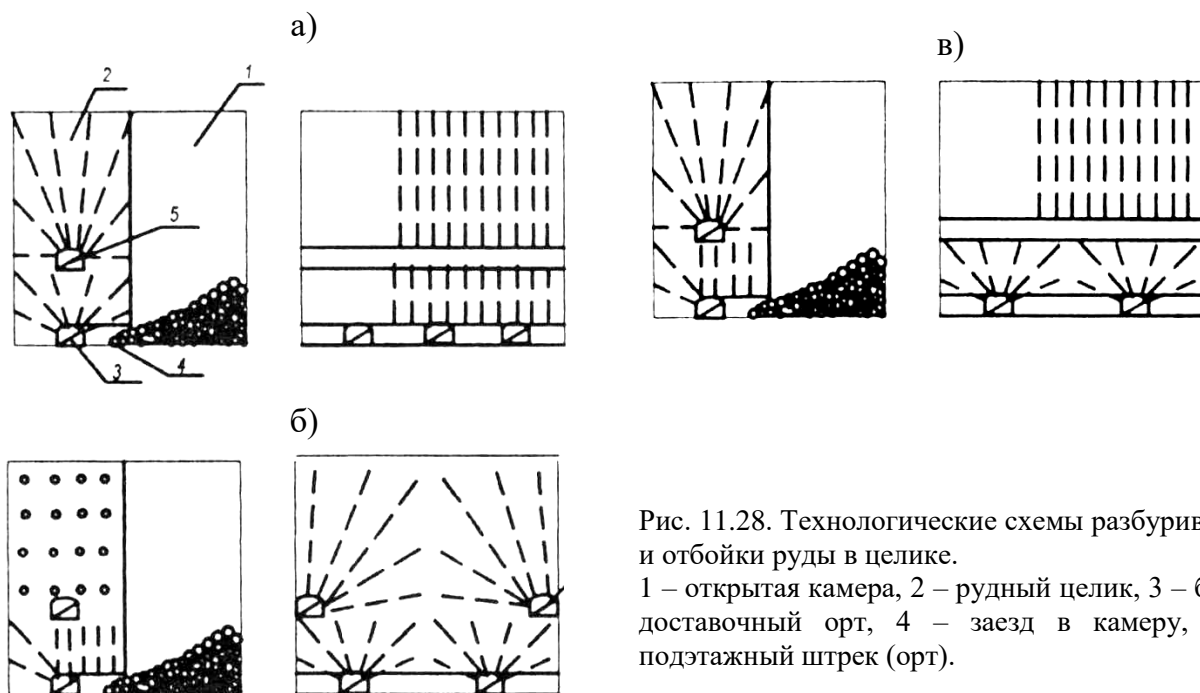 а)
в)
2
1
5
3
4
б)
Рис. 11.28. Технологические схемы
и отбойки руды в целике.
1 – открытая камера, 2 – рудный целик, 3 –
доставочный орт, 4 – заезд в камеру,
подэтажный штрек (орт).